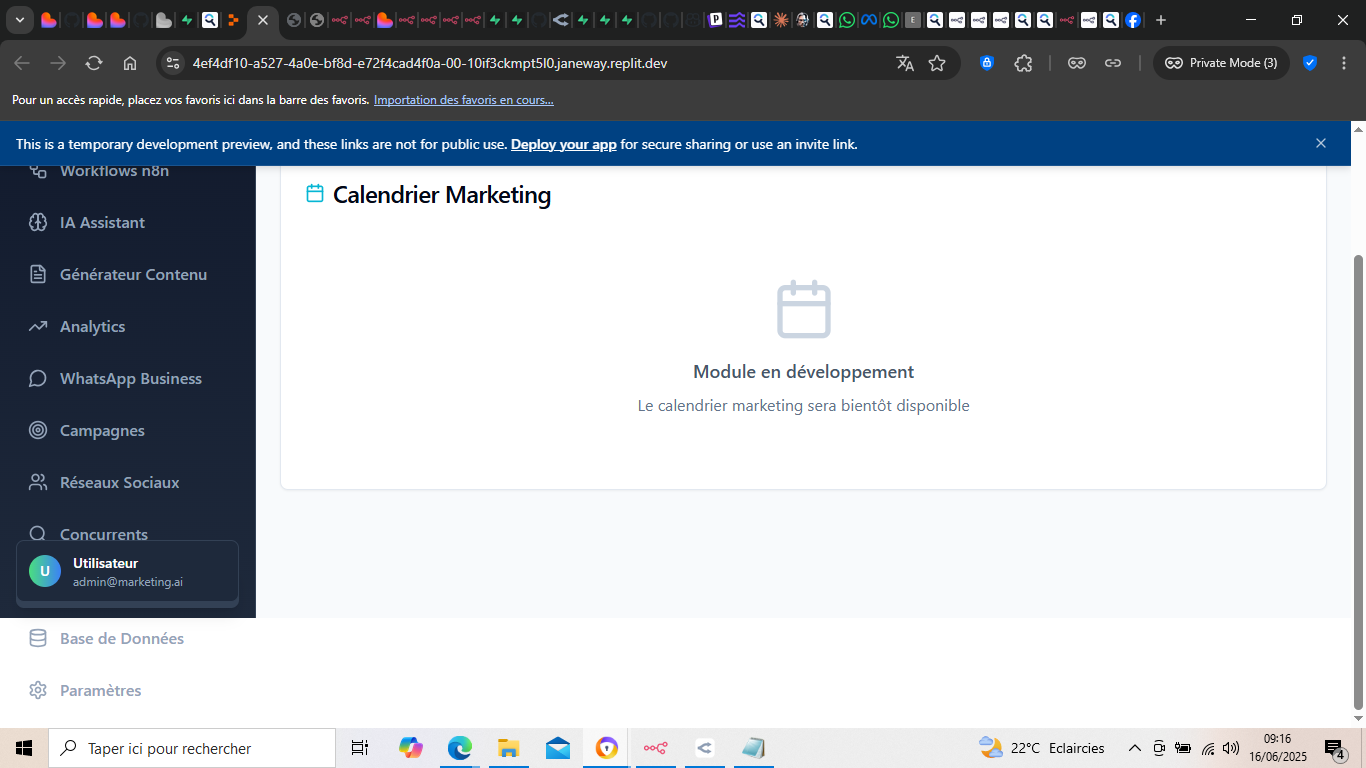 4ef4df10-a527-4a0e-bf8d-e72f4cad4f0a-00-10if3ckmpt5l0.janeway.replit.dev
Private Mode (3)
Pour un accès rapide, placez vos favoris ici dans la barre des favoris. Importation des favoris en cours...
This is a temporary development preview, and these links are not for public use. Deploy your app for secure sharing or use an invite link.
Workflows n8n
IA Assistant
Générateur Contenu
Analytics
WhatsApp Business
Campagnes
Réseaux Sociaux
Concurrents
U
Utilisateur
admin@marketing.ai
Base de Données
Paramètres
Calendrier Marketing
Module en développement
Le calendrier marketing sera bientôt disponible
Taper ici pour rechercher
22°C Eclaircies
09:16
16/06/2025
4